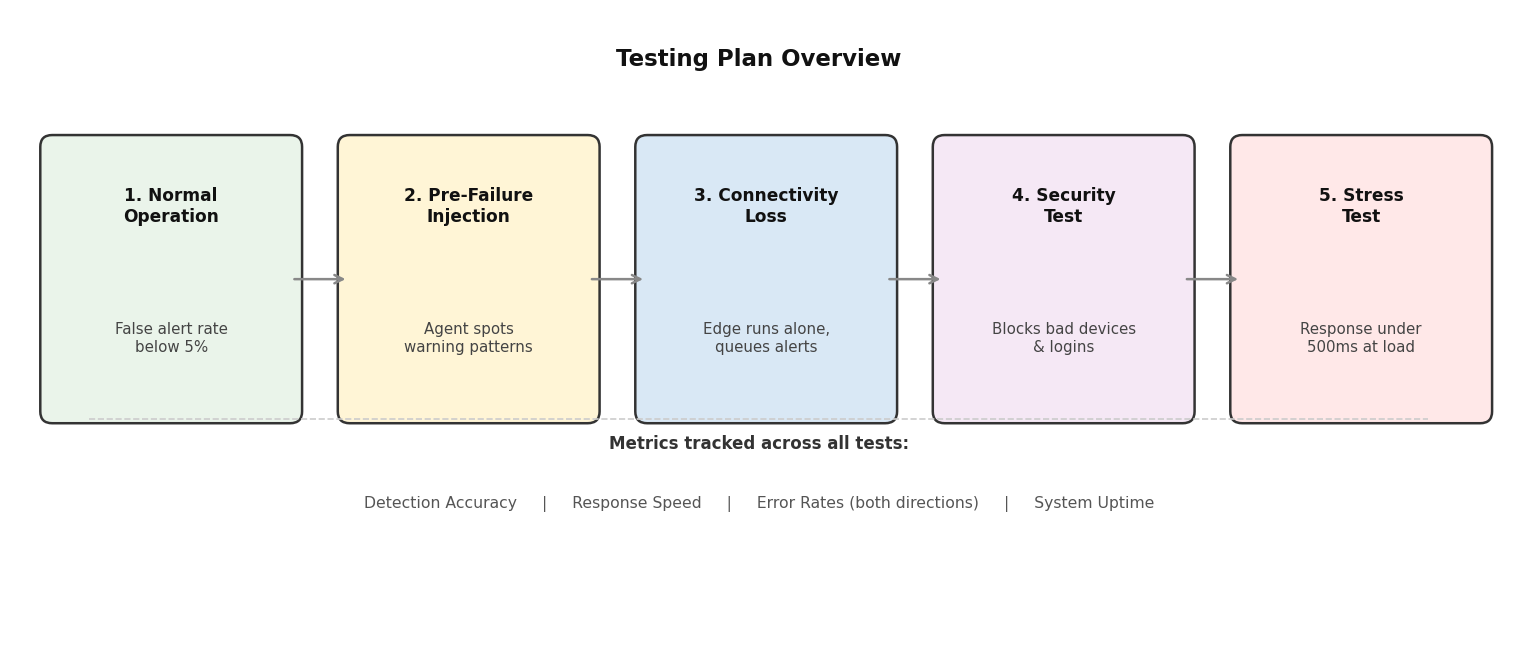 Testing Plan Overview
1. Normal
Operation
False alert rate
below 5%
2. Pre-Failure
Injection
Agent spots
warning patterns
3. Connectivity
Loss
Edge runs alone,
queues alerts
4. Security
Test
Blocks bad devices
& logins
5. Stress
Test
Response under
500ms at load
Metrics tracked across all tests:
Detection Accuracy | Response Speed | Error Rates (both directions) | System Uptime